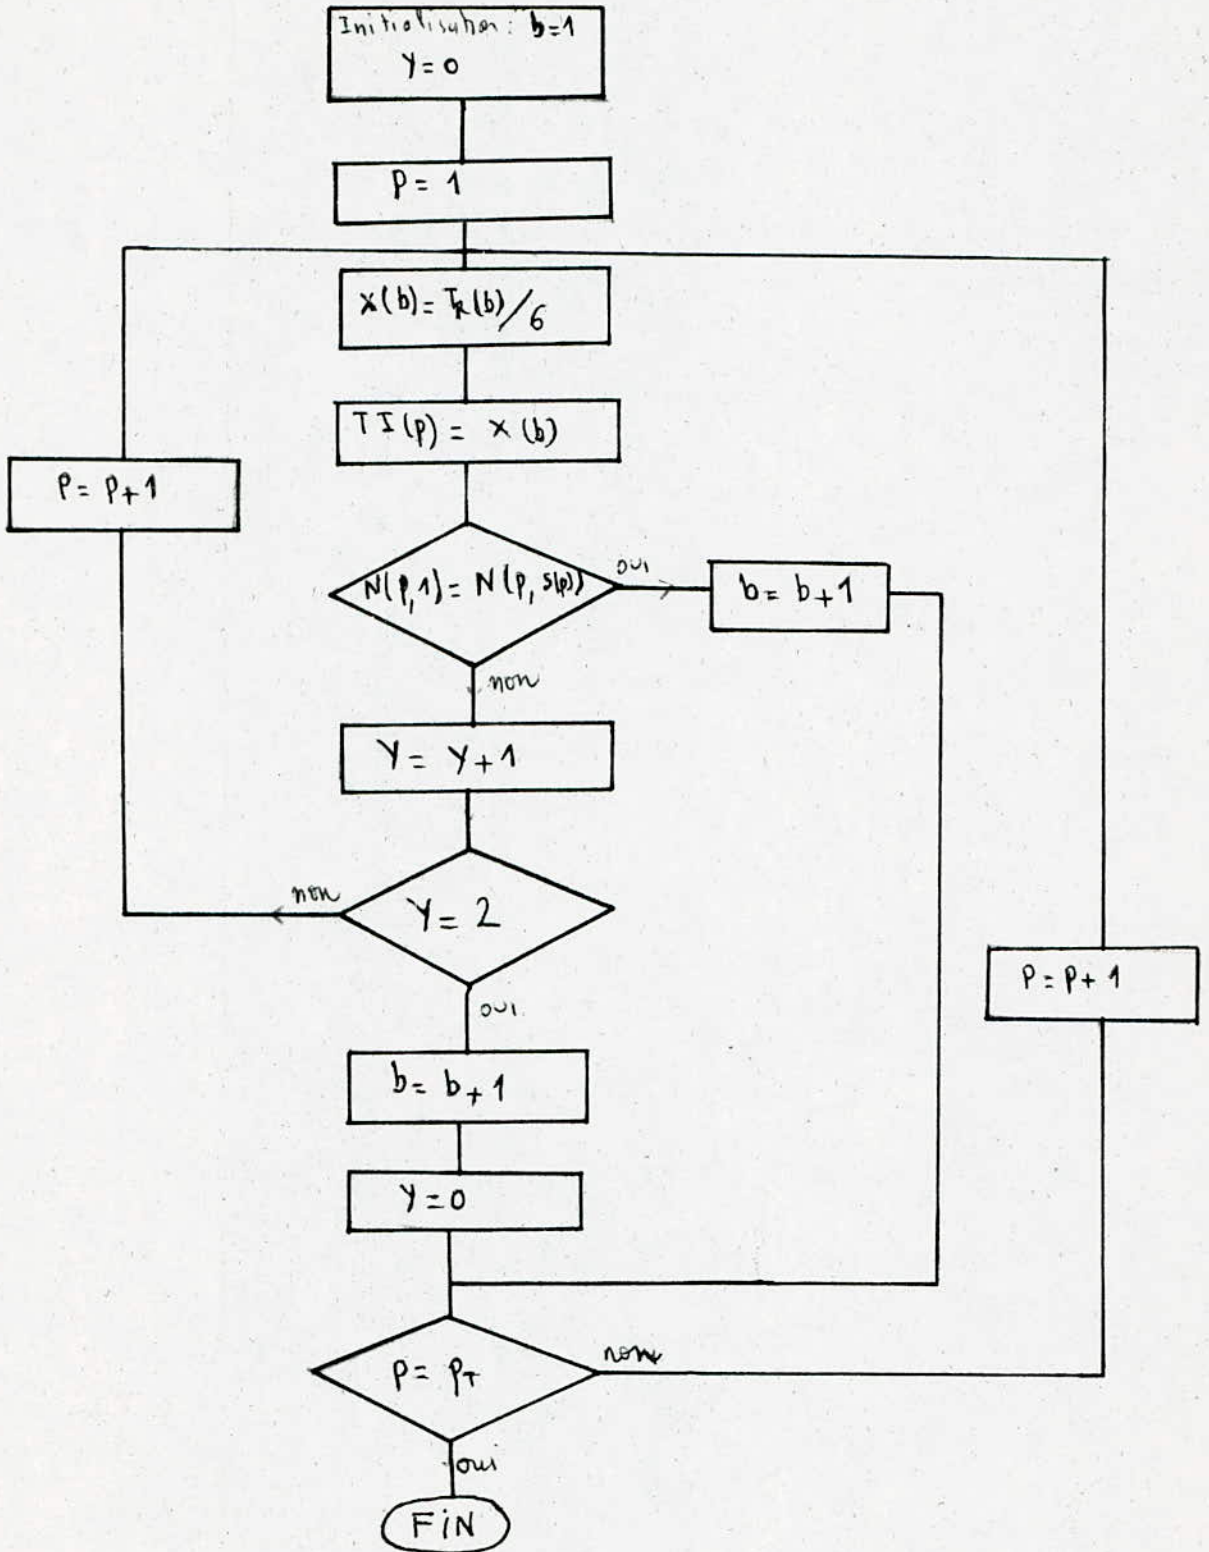 Initialisation: b=1
Y=0
P = 1
x(b) = TR(b)/6
TI(p) = x(b)
P = P+1
N(p,1) = N(p, S(p))
oui
b = b+1
non
Y = Y+1
non
Y = 2
P = P+1
oui
b = b+1
Y = 0
P = PT
non
oui
FiN